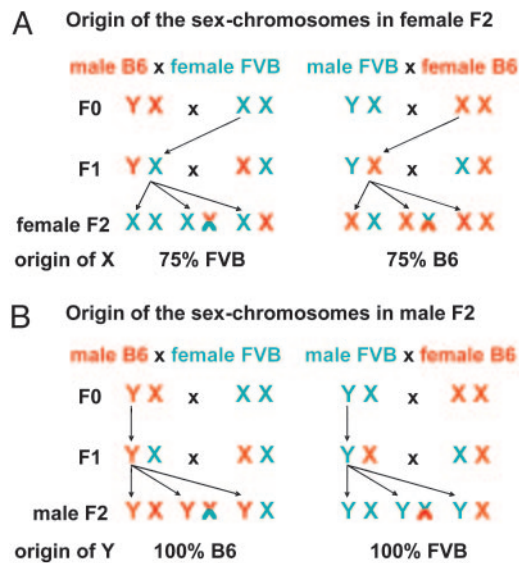 A Origin of the sex-chromosomes in female F2
male B6 x female FVB male FVB x female B6
F0 Y X x X X Y X x X X
F1 Y X x X X Y X x X X
female F2 X X X X X X X X X X X X
origin of X 75% FVB 75% B6
B Origin of the sex-chromosomes in male F2
male B6 x female FVB male FVB x female B6
F0 Y X x X X Y X x X X
F1 Y X x X X Y X x X X
male F2 Y X Y X Y X Y X Y X Y X
origin of Y 100% B6 100% FVB